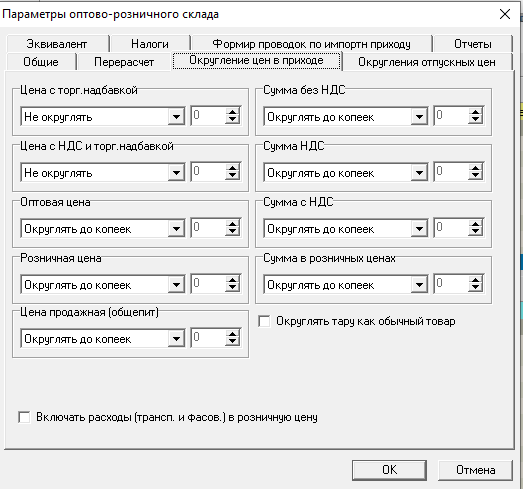 Параметры оптово-розничного склада
Эквивалент Налоги Формир проводок по импортн приходу Отчеты
Общие Перерасчет Округление цен в приходе Округления отпускных цен
Цена с торг.надбавкой Сумма без НДС
Не округлять 0 Округлять до копеек 0
Цена с НДС и торг.надбавкой Сумма НДС
Не округлять 0 Округлять до копеек 0
Оптовая цена Сумма с НДС
Округлять до копеек 0 Округлять до копеек 0
Розничная цена Сумма в розничных ценах
Округлять до копеек 0 Округлять до копеек 0
Цена продажная (общепит)
Округлять до копеек 0 Округлять тару как обычный товар
Включать расходы (трансп. и фасов.) в розничную цену
OK Отмена